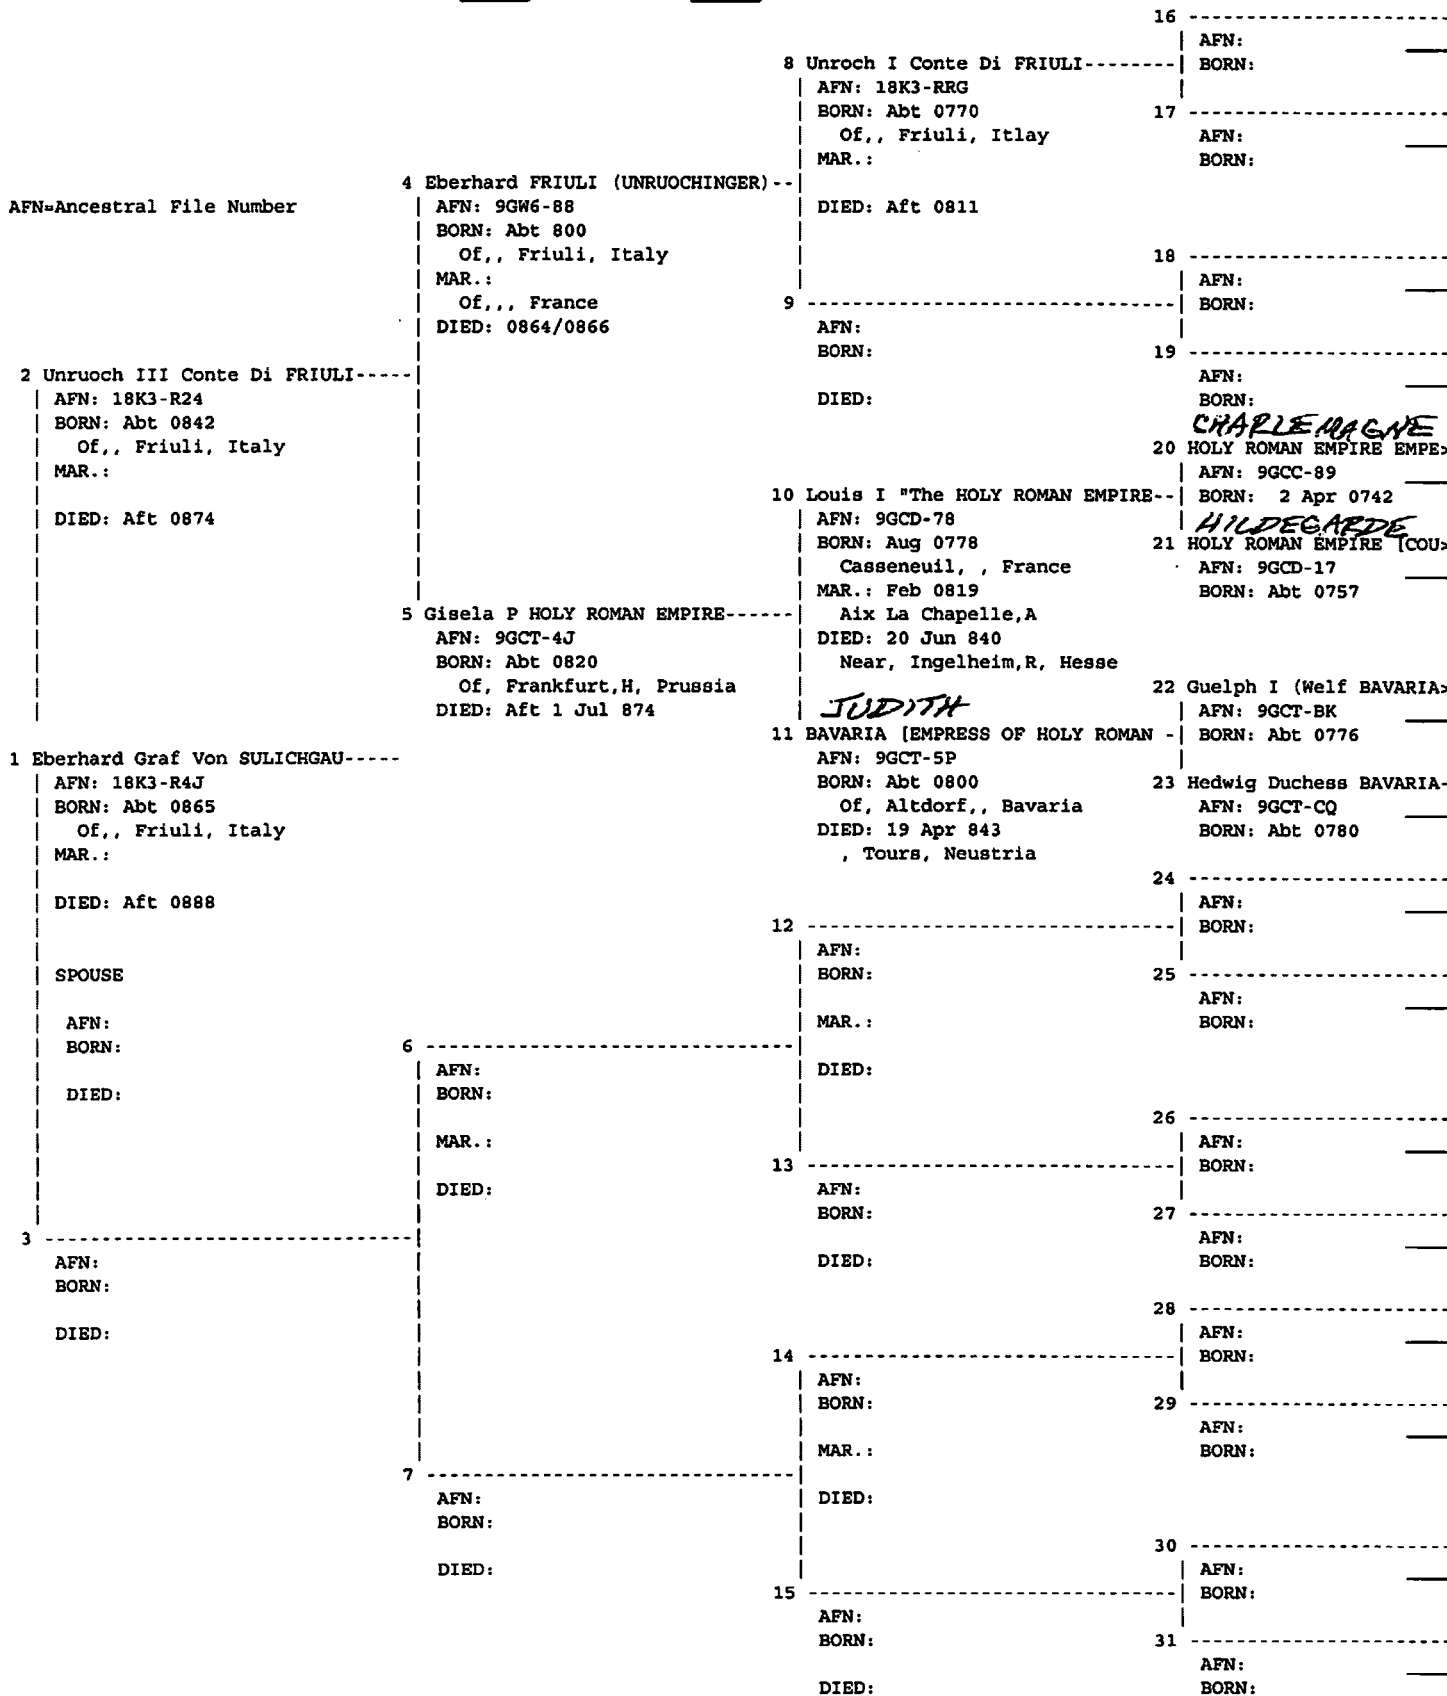 AFN=Ancestral File Number
1 Eberhard Graf Von SULICHGAU-----
AFN: 18K3-R4J
BORN: Abt 0865
Of,, Friuli, Italy
MAR.:
DIED: Aft 0888
SPOUSE
AFN:
BORN:
DIED:
2 Unruoch III Conte Di FRIULI-----
AFN: 18K3-R24
BORN: Abt 0842
Of,, Friuli, Italy
MAR.:
DIED: Aft 0874
3 -------------------------------
AFN:
BORN:
DIED:
4 Eberhard FRIULI (UNRUOCHINGER)--
AFN: 9GW6-88
BORN: Abt 800
Of,, Friuli, Italy
MAR.:
Of,,, France
DIED: 0864/0866
5 Gisela P HOLY ROMAN EMPIRE------
AFN: 9GCT-4J
BORN: Abt 0820
Of, Frankfurt,H, Prussia
DIED: Aft 1 Jul 874
6 -------------------------------
AFN:
BORN:
MAR.:
DIED:
7 -------------------------------
AFN:
BORN:
DIED:
8 Unroch I Conte Di FRIULI--------
AFN: 18K3-RRG
BORN: Abt 0770
Of,, Friuli, Itlay
MAR.:
DIED: Aft 0811
9 -------------------------------
AFN:
BORN:
DIED:
10 Louis I "The HOLY ROMAN EMPIRE--
AFN: 9GCD-78
BORN: Aug 0778
Casseneuil, , France
MAR.: Feb 0819
Aix La Chapelle,A
DIED: 20 Jun 840
Near, Ingelheim,R, Hesse
JUDITH
11 BAVARIA [EMPRESS OF HOLY ROMAN -
AFN: 9GCT-5P
BORN: Abt 0800
Of, Altdorf,, Bavaria
DIED: 19 Apr 843
, Tours, Neustria
12 -------------------------------
AFN:
BORN:
MAR.:
DIED:
13 -------------------------------
AFN:
BORN:
DIED:
14 -------------------------------
AFN:
BORN:
MAR.:
DIED:
15 -------------------------------
AFN:
BORN:
DIED:
16 ----------------------
AFN:
BORN:
17 ----------------------
AFN:
BORN:
18 ----------------------
AFN:
BORN:
19 ----------------------
AFN:
BORN:
CHARLEMAGNE
20 HOLY ROMAN EMPIRE EMPE>
AFN: 9GCC-89
BORN: 2 Apr 0742
HILDEGARDE
21 HOLY ROMAN EMPIRE [COU>
AFN: 9GCD-17
BORN: Abt 0757
22 Guelph I (Welf BAVARIA>
AFN: 9GCT-BK
BORN: Abt 0776
23 Hedwig Duchess BAVARIA-
AFN: 9GCT-CQ
BORN: Abt 0780
24 ----------------------
AFN:
BORN:
25 ----------------------
AFN:
BORN:
26 ----------------------
AFN:
BORN:
27 ----------------------
AFN:
BORN:
28 ----------------------
AFN:
BORN:
29 ----------------------
AFN:
BORN:
30 ----------------------
AFN:
BORN:
31 ----------------------
AFN:
BORN: